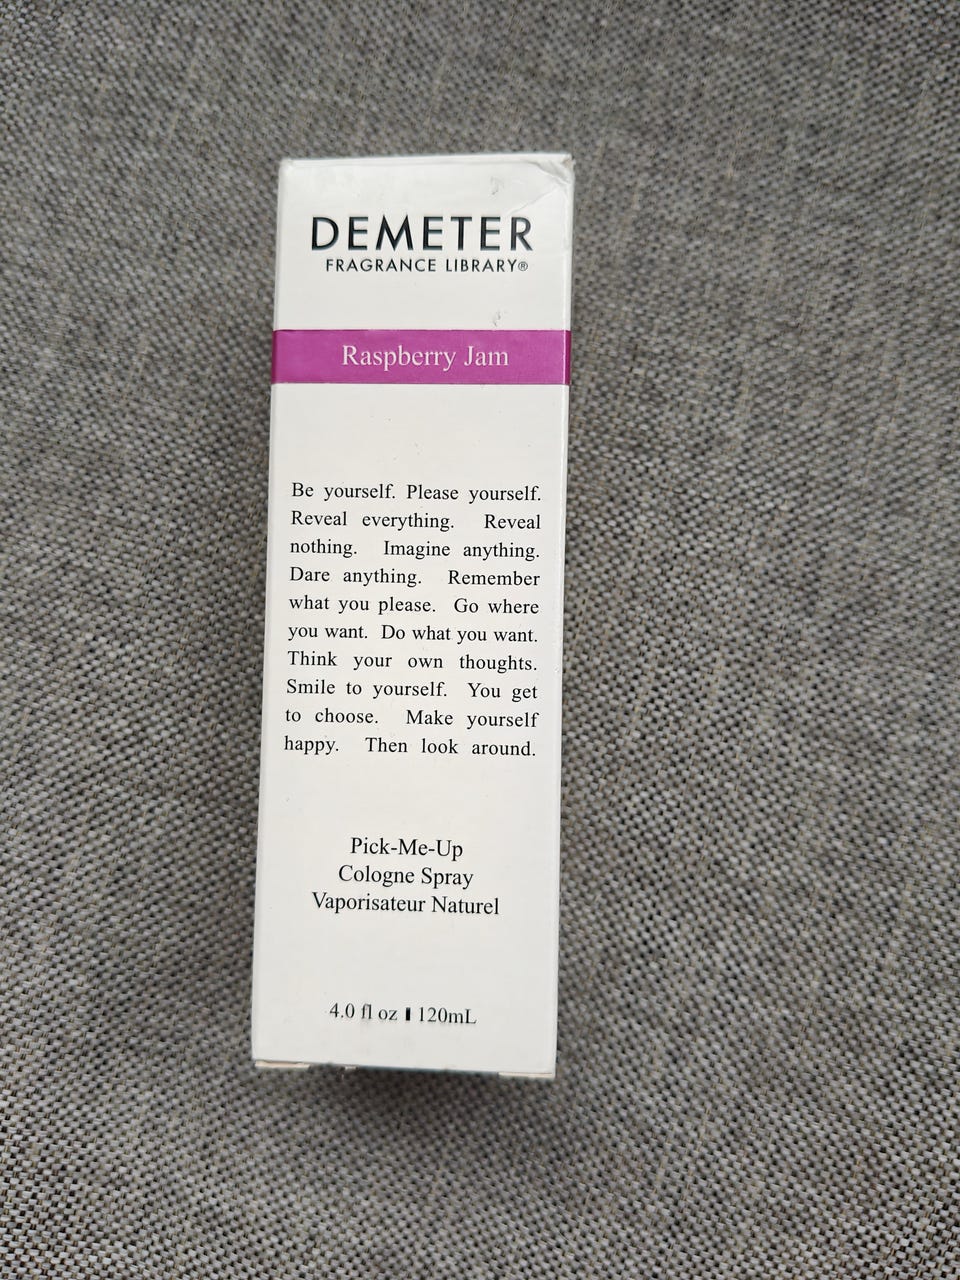 DEMETER
FRAGRANCE LIBRARY®
Raspberry Jam
Be yourself. Please yourself.
Reveal everything. Reveal
nothing. Imagine anything.
Dare anything. Remember
what you please. Go where
you want. Do what you want.
Think your own thoughts.
Smile to yourself. You get
to choose. Make yourself
happy. Then look around.
Pick-Me-Up
Cologne Spray
Vaporisateur Naturel
4.0 fl oz ▮ 120mL